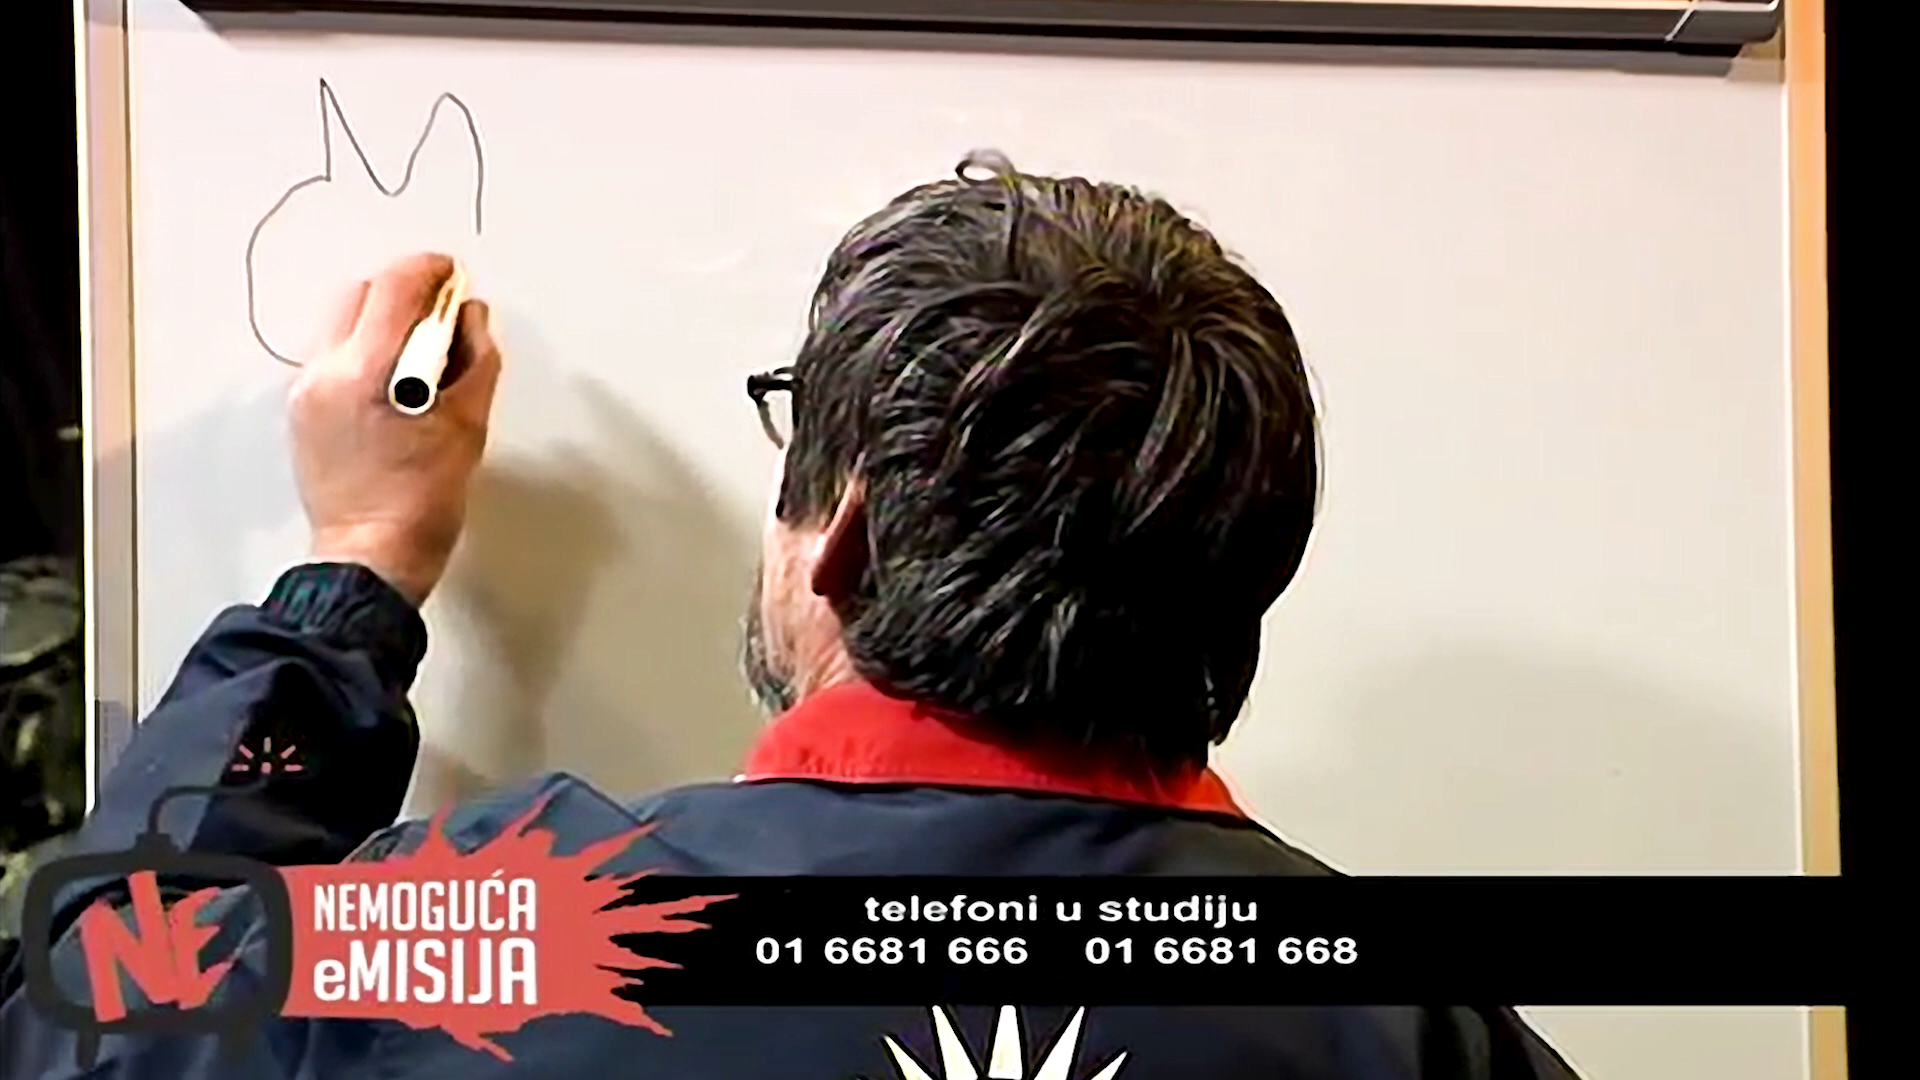 NE
NEMOGUĆA
eMISIJA
telefoni u studiju
01 6681 666 01 6681 668